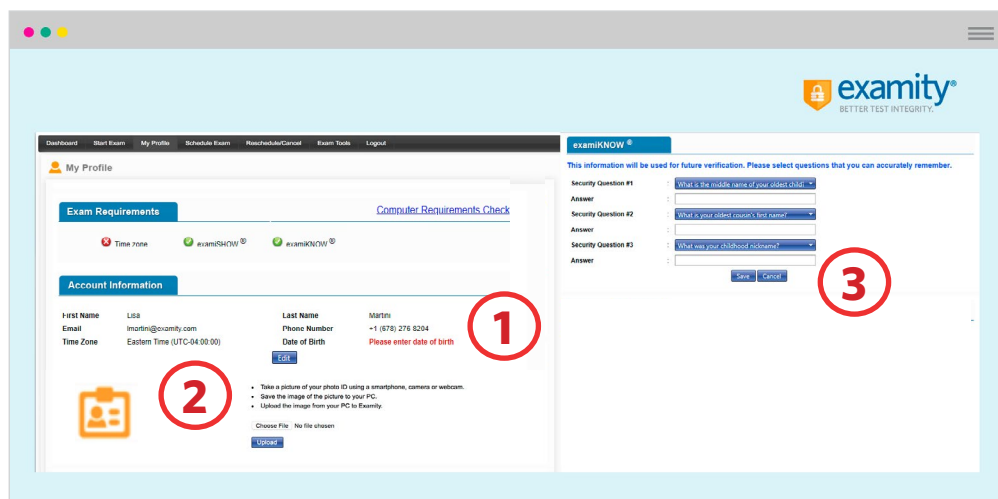 examity®
BETTER TEST INTEGRITY.
Dashboard Start Exam My Profile Schedule Exam Reschedule/Cancel Exam Tools Logout
My Profile
Exam Requirements Computer Requirements Check
Time zone examiSHOW ® examiKNOW ®
Account Information
First Name Lisa Last Name Martini
Email lmartini@examity.com Phone Number +1 (678) 276 8204
Time Zone Eastern Time (UTC-04:00:00) Date of Birth Please enter date of birth
Edit
1
2
• Take a picture of your photo ID using a smartphone, camera or webcam.
• Save the image of the picture to your PC.
• Upload the image from your PC to Examity.
Choose File No file chosen
Upload
examiKNOW ®
This information will be used for future verification. Please select questions that you can accurately remember.
Security Question #1 : What is the middle name of your oldest child?
Answer :
Security Question #2 : What is your oldest cousin's first name?
Answer :
Security Question #3 : What was your childhood nickname?
Answer :
Save Cancel
3